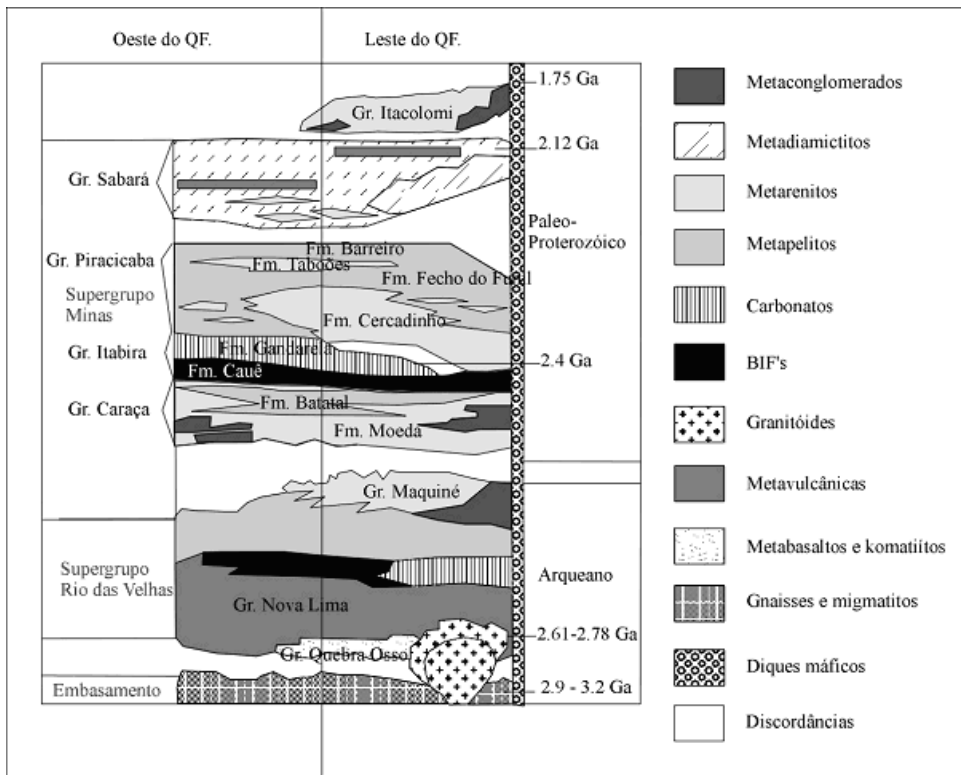 Oeste do QF.
Leste do QF.
1.75 Ga
Gr. Itacolomi
2.12 Ga
Gr. Sabará
Paleo-
Proterozóico
Gr. Piracicaba
Fm. Barreiro
Fm. Taboões
Fm. Fecho do Funil
Supergrupo
Minas
Fm. Cercadinho
Gr. Itabira
Fm. Gandarela
2.4 Ga
Fm. Cauê
Gr. Caraça
Fm. Batatal
Fm. Moeda
Gr. Maquiné
Supergrupo
Rio das Velhas
Arqueano
Gr. Nova Lima
2.61-2.78 Ga
Gr. Quebra Osso
Embasamento
2.9 - 3.2 Ga
Metaconglomerados
Metadiamictitos
Metarenitos
Metapelitos
Carbonatos
BIF's
Granitóides
Metavulcânicas
Metabasaltos e komatiítos
Gnaisses e migmatitos
Diques máficos
Discordâncias